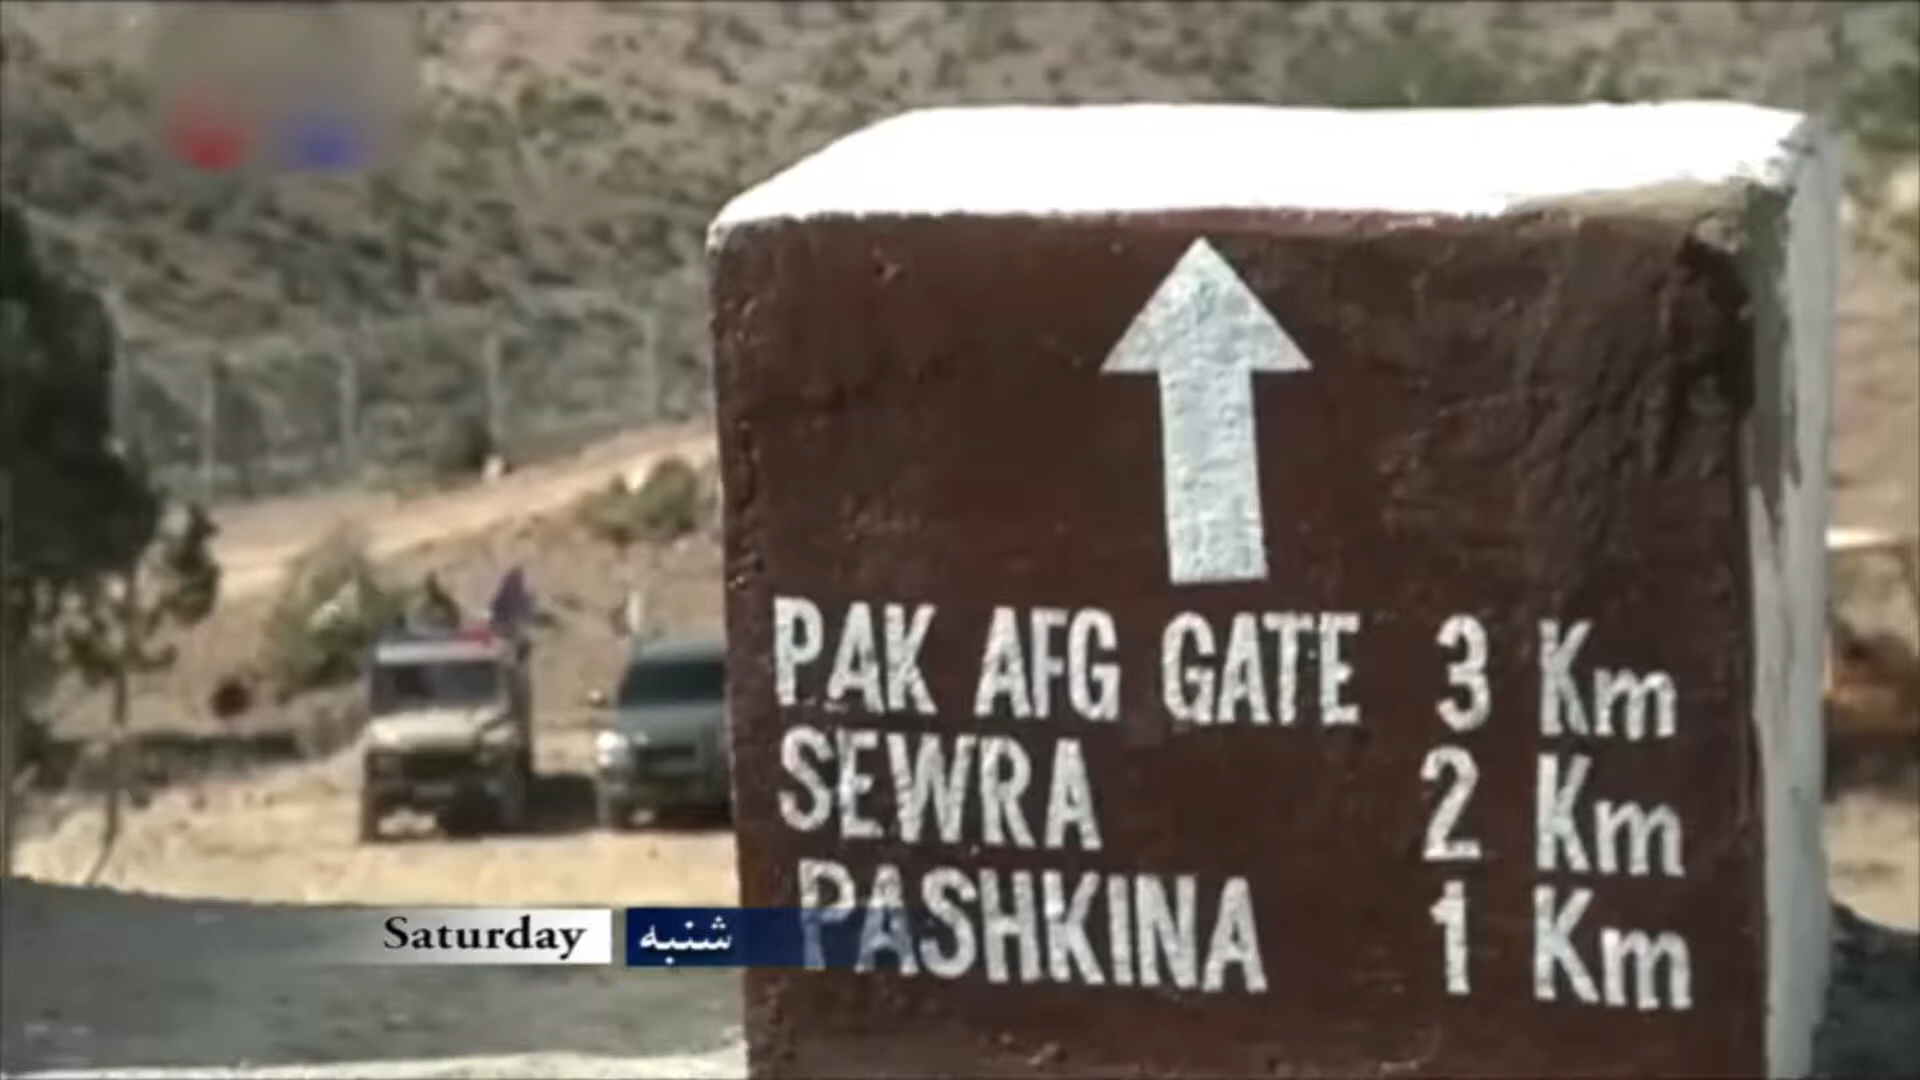 PAK AFG GATE 3 Km
SEWRA 2 Km
PASHKINA 1 Km
Saturday شنبه